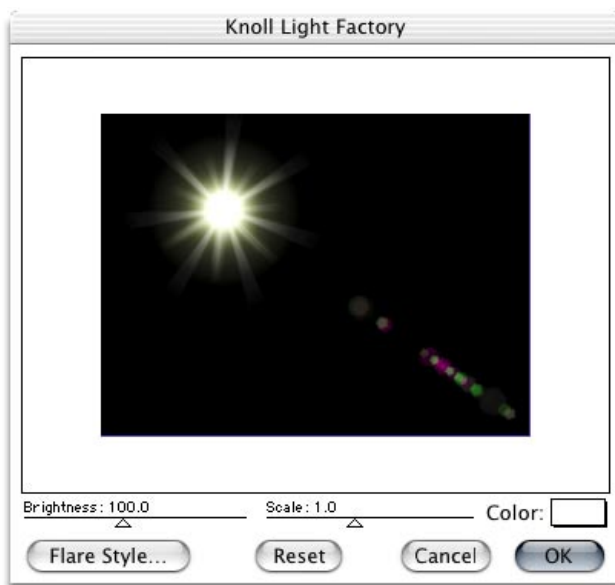 Knoll Light Factory
Brightness: 100.0
Scale: 1.0
Color:
Flare Style...
Reset
Cancel
OK